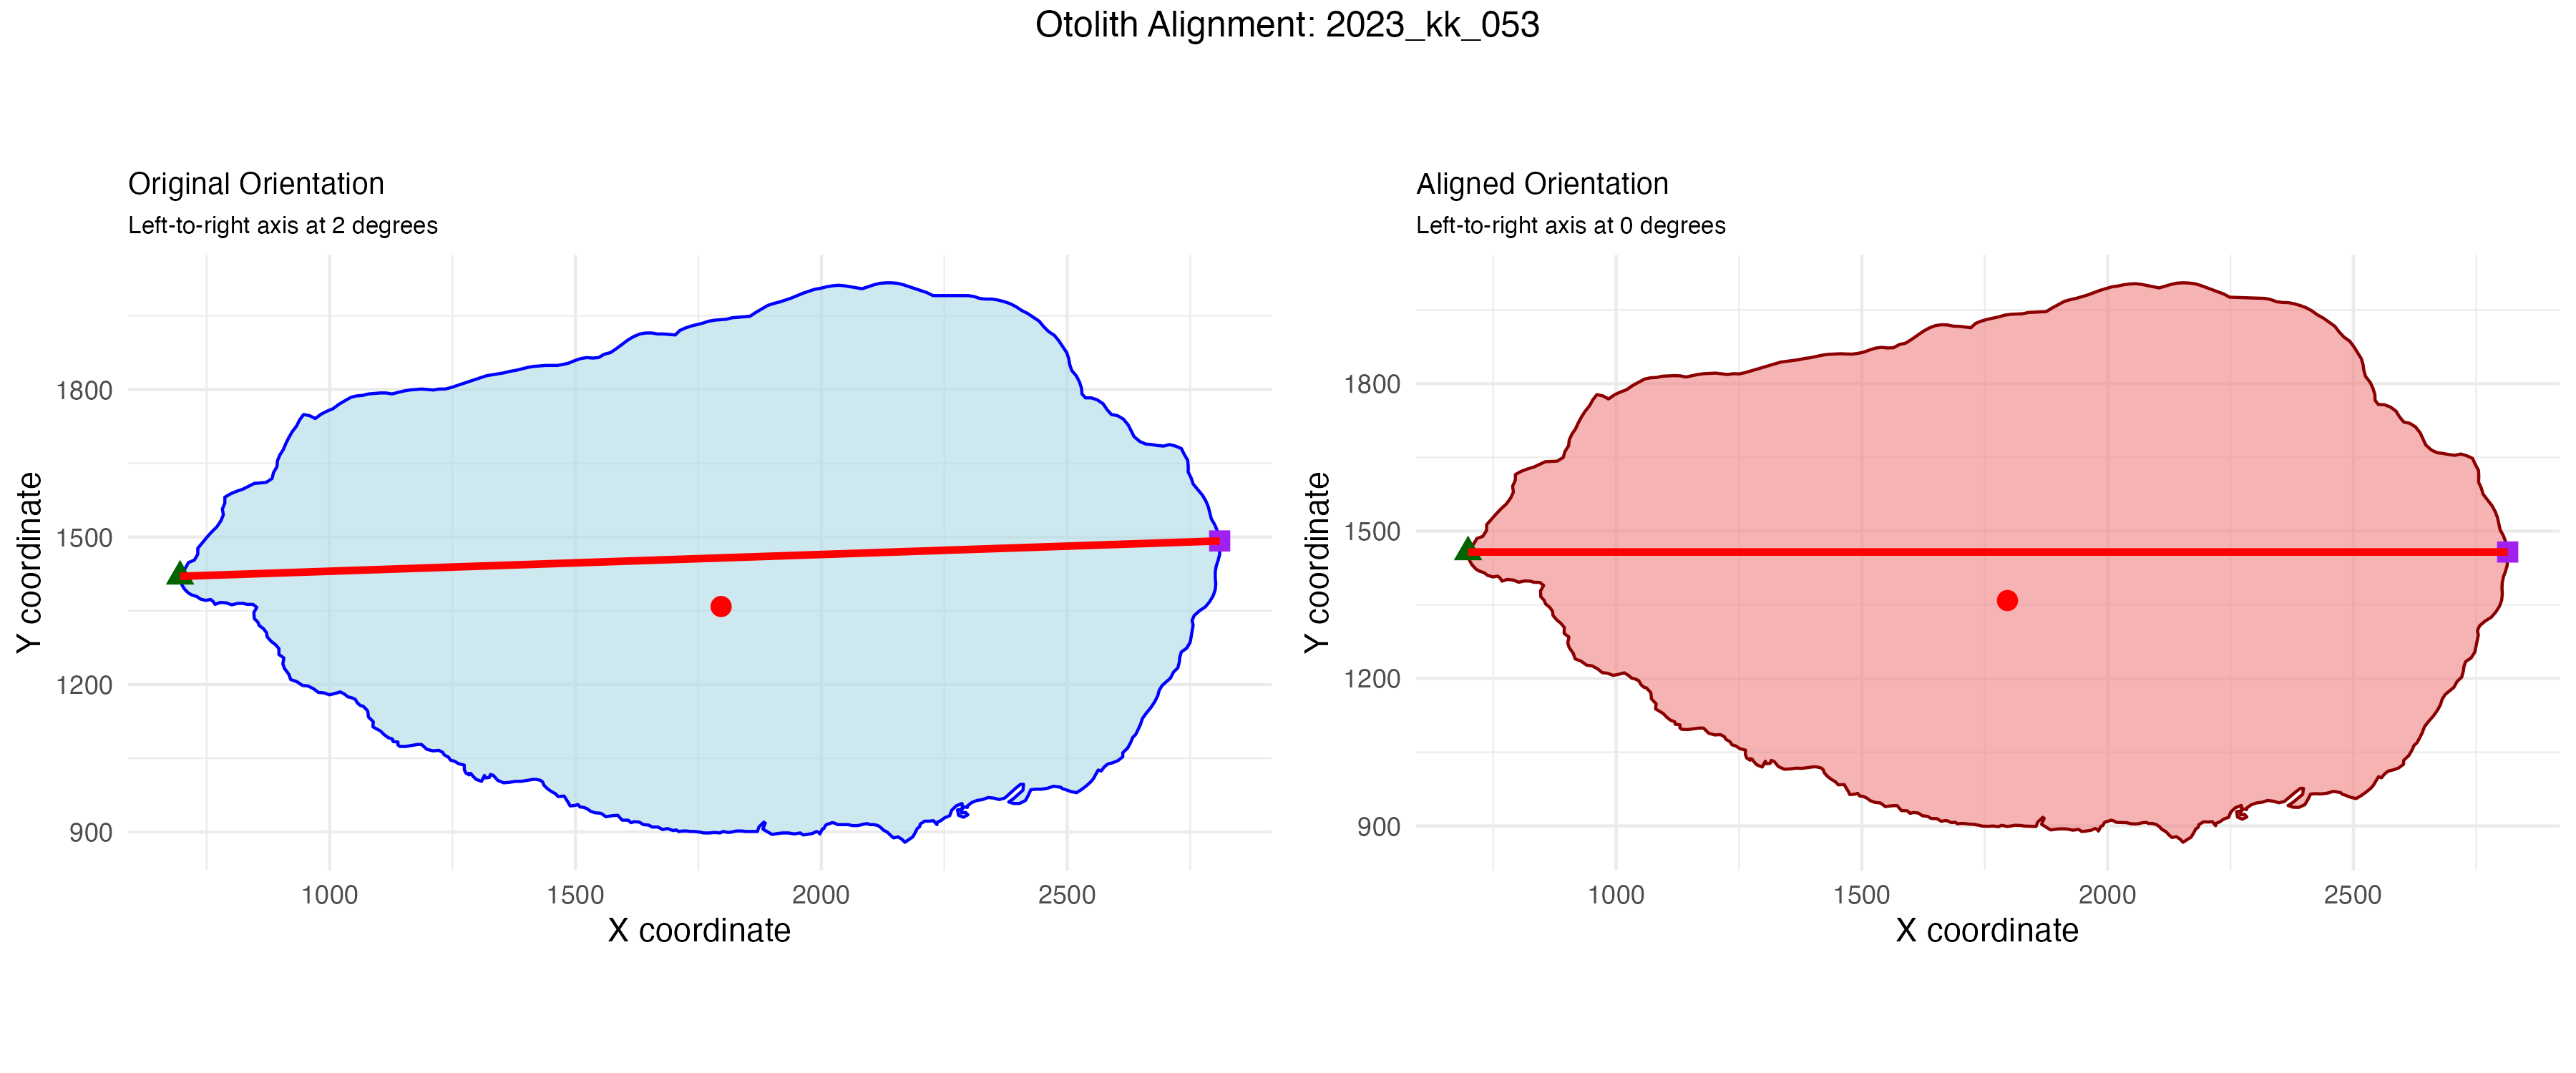 Otolith Alignment: 2023_kk_053
Original Orientation
Left-to-right axis at 2 degrees
Y coordinate
1800
1500
1200
900
1000
1500
2000
2500
X coordinate
Aligned Orientation
Left-to-right axis at 0 degrees
Y coordinate
1800
1500
1200
900
1000
1500
2000
2500
X coordinate